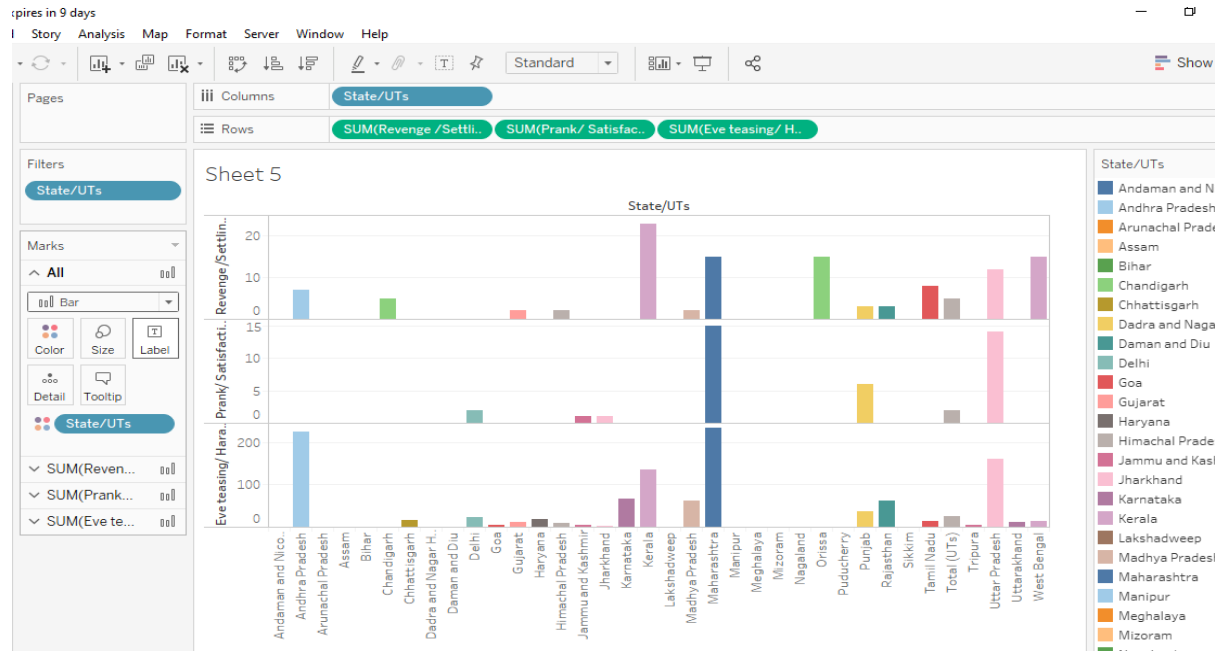 xpires in 9 days
Story Analysis Map Format Server Window Help
Standard
Show
Pages
Columns
State/UTs
Rows
SUM(Revenge /Settli.. SUM(Prank/ Satisfac.. SUM(Eve teasing/ H..
Filters
State/UTs
Marks
All
Bar
Color Size Label
Detail Tooltip
State/UTs
SUM(Reven...
SUM(Prank...
SUM(Eve te...
Sheet 5
State/UTs
Revenge /Settlin..
20
10
0
Prank/ Satisfacti..
15
10
5
0
Eve teasing/ Hara..
200
100
0
Andaman and Nico..
Andhra Pradesh
Arunachal Pradesh
Assam
Bihar
Chandigarh
Chhattisgarh
Dadra and Nagar H..
Daman and Diu
Delhi
Goa
Gujarat
Haryana
Himachal Pradesh
Jammu and Kashmir
Jharkhand
Karnataka
Kerala
Lakshadweep
Madhya Pradesh
Maharashtra
Manipur
Meghalaya
Mizoram
Nagaland
Orissa
Puducherry
Punjab
Rajasthan
Sikkim
Tamil Nadu
Total (UTs)
Tripura
Uttar Pradesh
Uttarakhand
West Bengal
State/UTs
Andaman and N
Andhra Pradesh
Arunachal Prade
Assam
Bihar
Chandigarh
Chhattisgarh
Dadra and Naga
Daman and Diu
Delhi
Goa
Gujarat
Haryana
Himachal Prade
Jammu and Kasl
Jharkhand
Karnataka
Kerala
Lakshadweep
Madhya Pradesl
Maharashtra
Manipur
Meghalaya
Mizoram